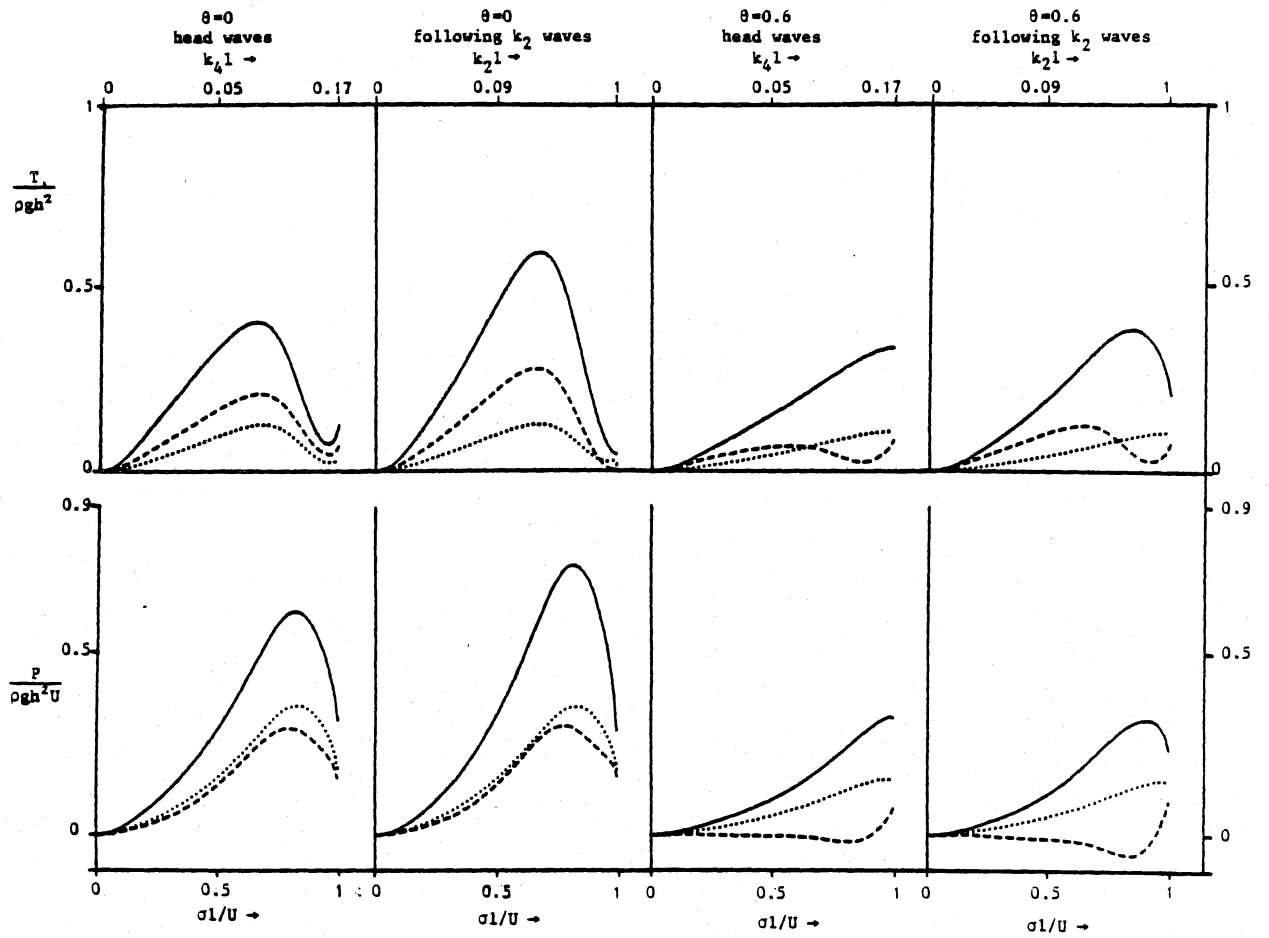 θ=0
head waves
k₄l →
θ=0
following k₂ waves
k₂l →
θ=0.6
head waves
k₄l →
θ=0.6
following k₂ waves
k₂l →
0 0.05 0.17 0 0.09 1 0 0.05 0.17 0 0.09 1
1 1
T
ρgh²
0.5 0.5
0 0
0.9 0.9
0.5 0.5
P
ρgh²U
0 0
0 0.5 1 0 0.5 1 0 0.5 1 0 0.5 1
σl/U → σl/U → σl/U → σl/U →